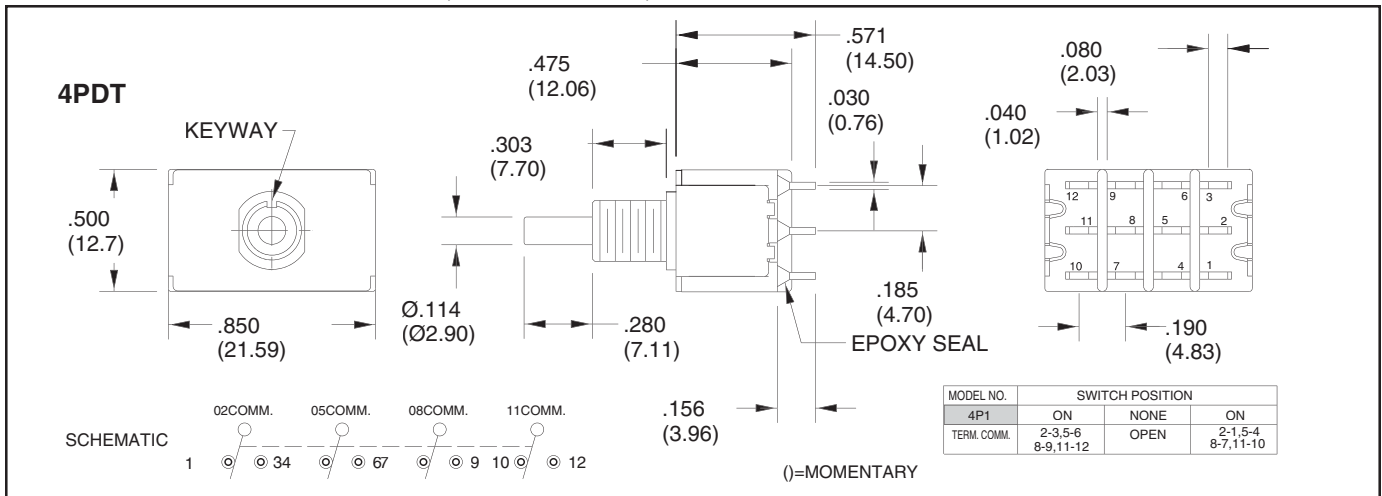 4PDT
KEYWAY
.500
(12.7)
.850
(21.59)
.571
(14.50)
.475
(12.06)
.303
(7.70)
.030
(0.76)
Ø.114
(Ø2.90)
.280
(7.11)
.185
(4.70)
EPOXY SEAL
.156
(3.96)
.080
(2.03)
.040
(1.02)
12 9 6 3
11 8 5 2
10 7 4 1
.190
(4.83)
SCHEMATIC
02COMM. 05COMM. 08COMM. 11COMM.
1 34 67 9 10 12
()=MOMENTARY
MODEL NO. SWITCH POSITION
4P1 ON NONE ON
TERM. COMM. 2-3,5-6 OPEN 2-1,5-4
8-9,11-12 8-7,11-10